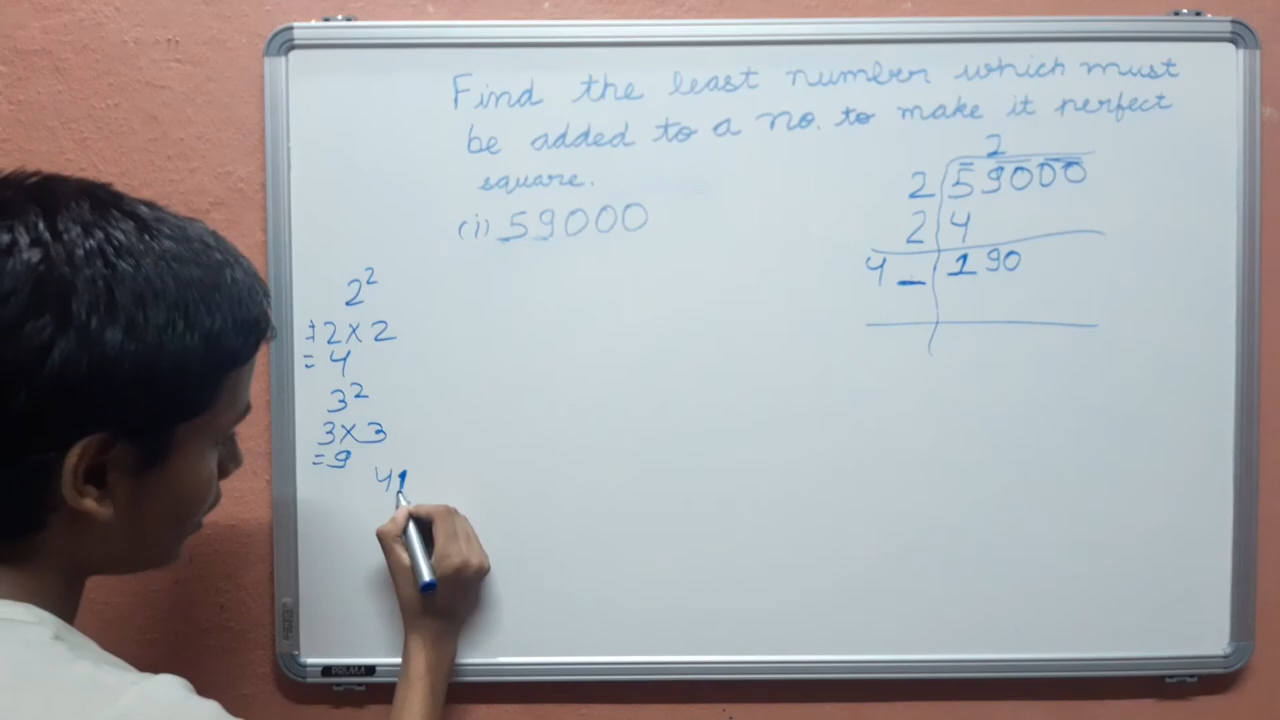 Find the least number which must
be added to a no. to make it perfect
square.
(i) 59000
2
2 59000
2 4
4 _ 190
2²
= 2 × 2
= 4
3²
3 × 3
= 9
41
PRIMA